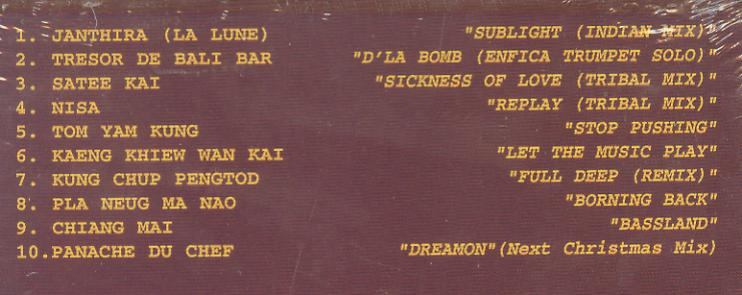 1. JANTHIRA (LA LUNE) "SUBLIGHT (INDIAN MIX)"
2. TRESOR DE BALI BAR "D'LA BOMB (ENFICA TRUMPET SOLO)"
3. SATEE KAI "SICKNESS OF LOVE (TRIBAL MIX)"
4. NISA "REPLAY (TRIBAL MIX)"
5. TOM YAM KUNG "STOP PUSHING"
6. KAENG KHIEW WAN KAI "LET THE MUSIC PLAY"
7. KUNG CHUP PENGTOD "FULL DEEP (REMIX)"
8. PLA NEUG MA NAO "BORNING BACK"
9. CHIANG MAI "BASSLAND"
10.PANACHE DU CHEF "DREAMON"(Next Christmas Mix)